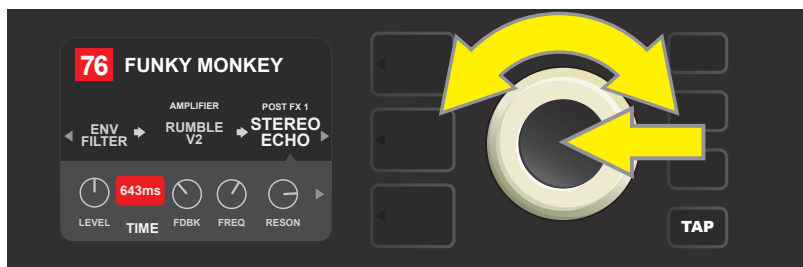 76 FUNKY MONKEY
AMPLIFIER POST FX 1
ENV
FILTER
RUMBLE
V2
STEREO
ECHO
643ms
LEVEL TIME FDBK FREQ RESON
TAP